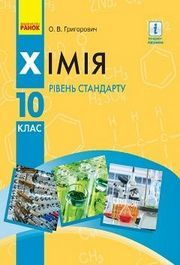 РАНОК
О. В. Григорович
ХІМІЯ
РІВЕНЬ СТАНДАРТУ
10
КЛАС